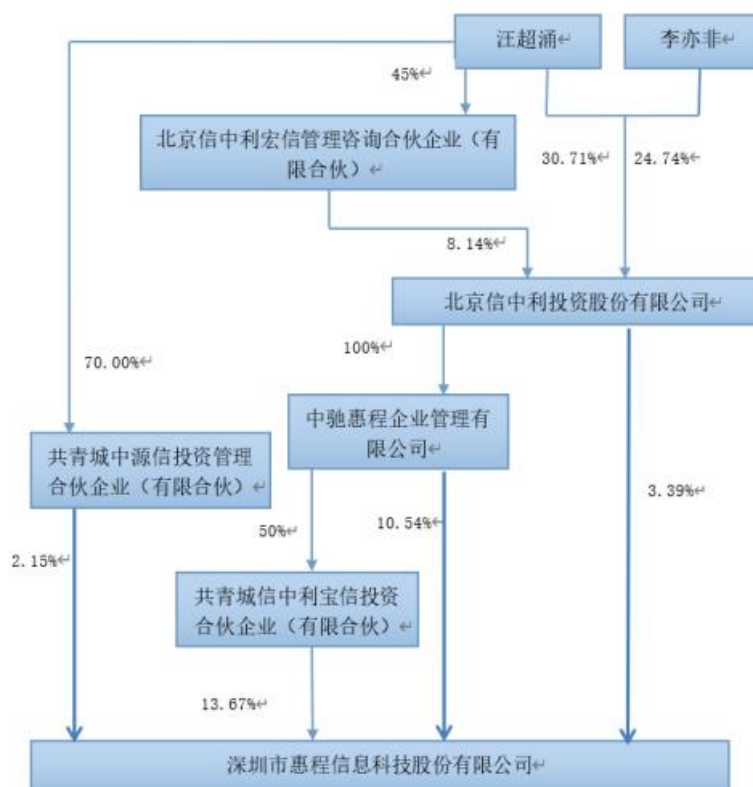 汪超涌↵
李亦非↵
45%↵
北京信中利宏信管理咨询合伙企业（有
限合伙）↵
30.71%↵
24.74%↵
8.14%↵
北京信中利投资股份有限公司↵
100%↵
70.00%↵
中驰惠程企业管理有
限公司↵
共青城中源信投资管理
合伙企业（有限合伙）↵
3.39%↵
50%↵
10.54%↵
2.15%↵
共青城信中利宝信投资
合伙企业（有限合伙）↵
13.67%↵
深圳市惠程信息科技股份有限公司↵